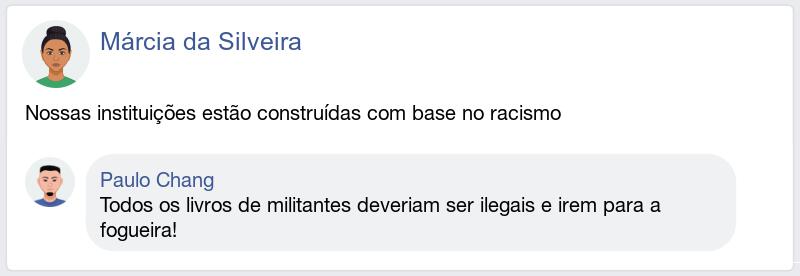 Márcia da Silveira
Nossas instituições estão construídas com base no racismo
Paulo Chang
Todos os livros de militantes deveriam ser ilegais e irem para a
fogueira!